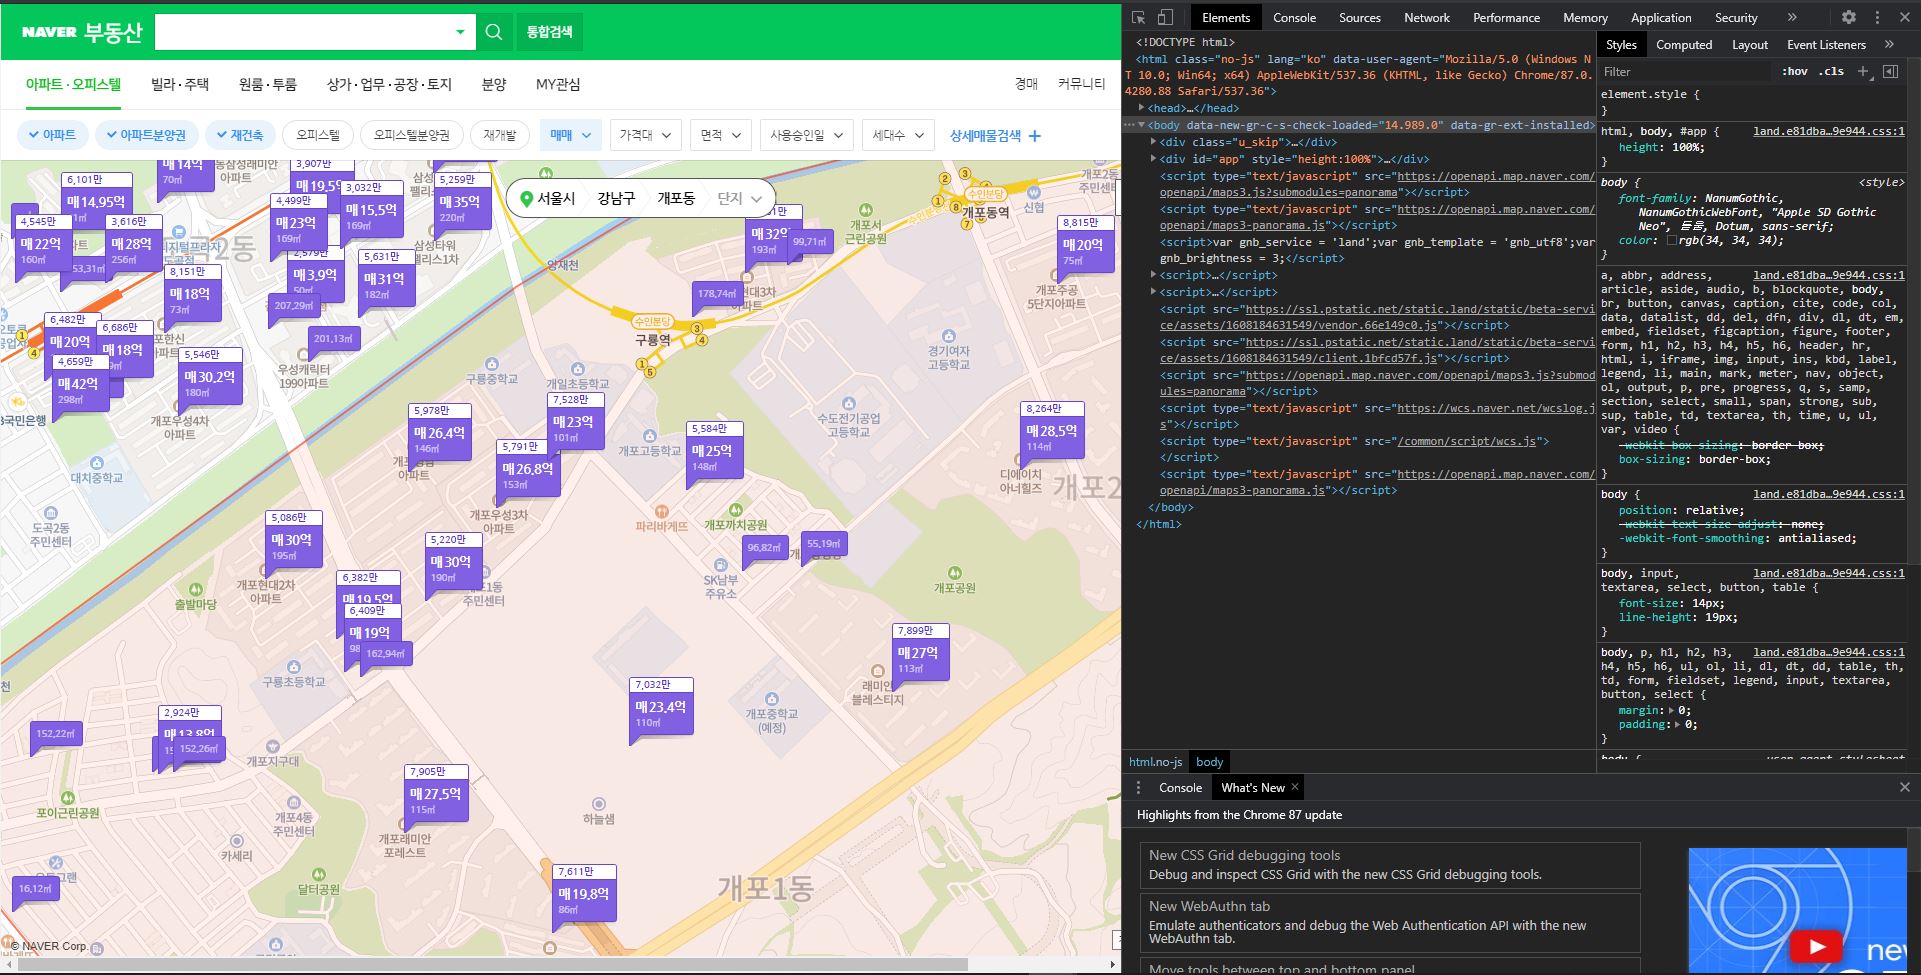 NAVER 부동산
통합검색
아파트·오피스텔 빌라·주택 원룸·투룸 상가·업무·공장·토지 분양 MY관심 경매 커뮤니티
아파트 아파트분양권 재건축 오피스텔 오피스텔분양권 재개발 매매 가격대 면적 사용승인일 세대수 상세매물검색
서울시 강남구 개포동 단지
매14억
70㎡
3,907만
매19.5억
6,101만
매14.95억
4,499만
매23억
169㎡
3,032만
매15.5억
169㎡
5,259만
매35억
220㎡
4,545만
매22억
160㎡
3,616만
매28억
256㎡
53.31㎡
8,151만
매18억
73㎡
2,579만
매3.9억
50㎡
5,631만
매31억
182㎡
207.29㎡
201.13㎡
매32억
193㎡
99.71㎡
178.74㎡
8,815만
매20억
75㎡
6,482만
매20억
6,686만
매18억
4,659만
매42억
298㎡
5,546만
매30.2억
180㎡
5,978만
매26.4억
146㎡
7,528만
매23억
101㎡
5,791만
매26.8억
153㎡
5,584만
매25억
148㎡
8,264만
매28.5억
114㎡
5,086만
매30억
195㎡
5,220만
매30억
190㎡
96.82㎡
55.19㎡
6,382만
매19.5억
6,409만
매19억
162.94㎡
7,899만
매27억
113㎡
7,032만
매23.4억
110㎡
152.22㎡
2,924만
매13.8억
152.26㎡
7,905만
매27.5억
115㎡
7,611만
매19.8억
86㎡
16.12㎡
삼성타워
팰리스1차
양재천
개포서
근린공원
수인분당
개포동역
신협
개포2동
주민센터
개포주공
5단지아파트
수인분당
구룡역
우성캐릭터
199아파트
구룡중학교
개일초등학교
경기여자
고등학교
수도전기공업
고등학교
개포고등학교
KB국민은행
개포우성4차
아파트
대치중학교
도곡2동
주민센터
개포우성3차
아파트
파리바게뜨
개포까치공원
디에이치
아너힐즈
개포2
SK남부
주유소
개포공원
개포현대2차
아파트
출발마당
개포1동
주민센터
구룡초등학교
래미안
블레스티지
개포중학교
(예정)
개포지구대
포이근린공원
개포4동
주민센터
카세리
개포래미안
포레스트
하늘샘
달터공원
개포1동
© NAVER Corp.
Elements Console Sources Network Performance Memory Application Security »
<!DOCTYPE html>
<html class="no-js" lang="ko" data-user-agent="Mozilla/5.0 (Windows N
T 10.0; Win64; x64) AppleWebKit/537.36 (KHTML, like Gecko) Chrome/87.0.
4280.88 Safari/537.36">
<head>…</head>
<body data-new-gr-c-s-check-loaded="14.989.0" data-gr-ext-installed>
<div class="u_skip">…</div>
<div id="app" style="height:100%">…</div>
<script type="text/javascript" src="https://openapi.map.naver.com/
openapi/maps3.js?submodules=panorama"></script>
<script type="text/javascript" src="https://openapi.map.naver.com/
openapi/maps3-panorama.js"></script>
<script>var gnb_service = 'land';var gnb_template = 'gnb_utf8';var
gnb_brightness = 3;</script>
<script>…</script>
<script>…</script>
<script src="https://ssl.pstatic.net/static.land/static/beta-servi
ce/assets/1608184631549/vendor.66e149c0.js"></script>
<script src="https://ssl.pstatic.net/static.land/static/beta-servi
ce/assets/1608184631549/client.1bfcd57f.js"></script>
<script src="https://openapi.map.naver.com/openapi/maps3.js?submod
ules=panorama"></script>
<script type="text/javascript" src="https://wcs.naver.net/wcslog.j
s"></script>
<script type="text/javascript" src="/common/script/wcs.js">
</script>
<script type="text/javascript" src="https://openapi.map.naver.com/
openapi/maps3-panorama.js"></script>
</body>
</html>
html.no-js body
Styles Computed Layout Event Listeners »
Filter :hov .cls +
element.style {
}
html, body, #app { land.e81dba…9e944.css:1
height: 100%;
}
body { <style>
font-family: NanumGothic,
NanumGothicWebFont, "Apple SD Gothic
Neo", 돋움, Dotum, sans-serif;
color: rgb(34, 34, 34);
}
a, abbr, address, land.e81dba…9e944.css:1
article, aside, audio, b, blockquote, body,
br, button, canvas, caption, cite, code, col,
data, datalist, dd, del, dfn, div, dl, dt, em,
embed, fieldset, figcaption, figure, footer,
form, h1, h2, h3, h4, h5, h6, header, hr,
html, i, iframe, img, input, ins, kbd, label,
legend, li, main, mark, meter, nav, object,
ol, output, p, pre, progress, q, s, samp,
section, select, small, span, strong, sub,
sup, table, td, textarea, th, time, u, ul,
var, video {
-webkit-box-sizing: border-box;
box-sizing: border-box;
}
body { land.e81dba…9e944.css:1
position: relative;
-webkit-text-size-adjust: none;
-webkit-font-smoothing: antialiased;
}
body, input, land.e81dba…9e944.css:1
textarea, select, button, table {
font-size: 14px;
line-height: 19px;
}
body, p, h1, h2, h3, land.e81dba…9e944.css:1
h4, h5, h6, ul, ol, li, dl, dt, dd, table, th,
td, form, fieldset, legend, input, textarea,
button, select {
margin: 0;
padding: 0;
}
body { user agent stylesheet
Console What's New ×
Highlights from the Chrome 87 update
New CSS Grid debugging tools
Debug and inspect CSS Grid with the new CSS Grid debugging tools.
New WebAuthn tab
Emulate authenticators and debug the Web Authentication API with the new
WebAuthn tab.
Move tools between top and bottom panel
new